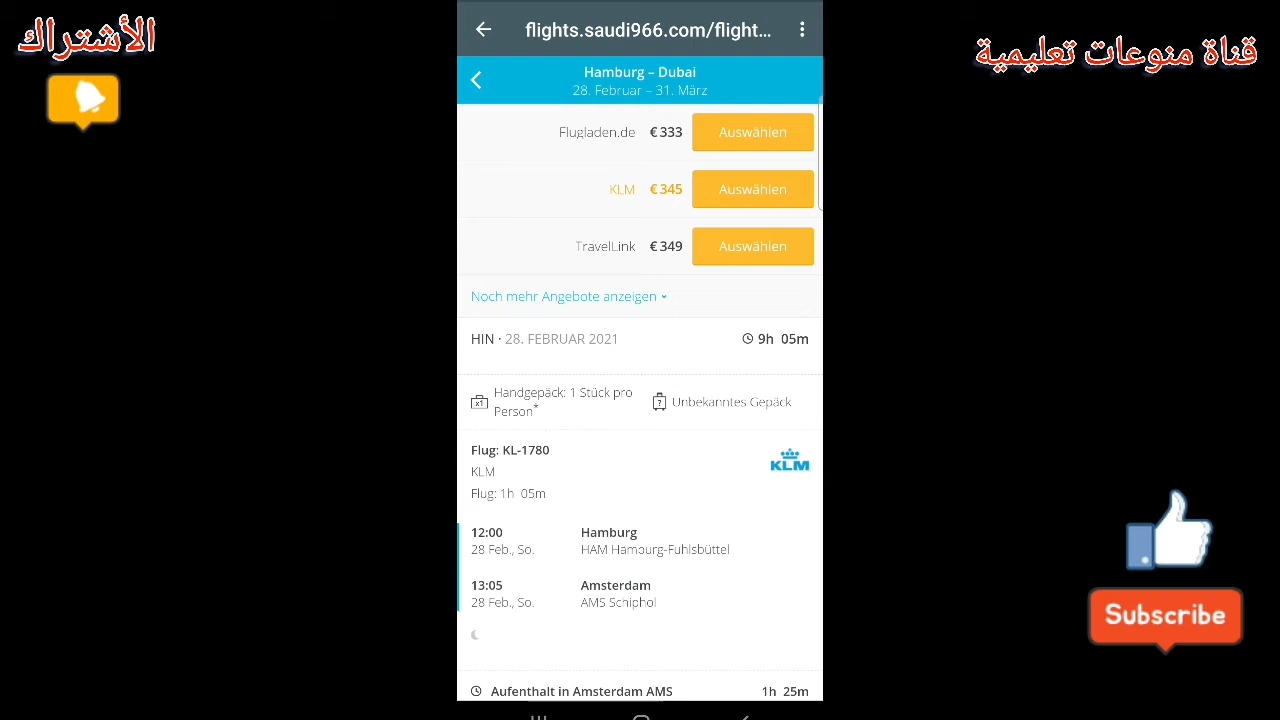 الأشتراك
قناة منوعات تعليمية
flights.saudi966.com/flight...
Hamburg – Dubai
28. Februar – 31. März
Flugladen.de € 333 Auswählen
KLM € 345 Auswählen
TravelLink € 349 Auswählen
Noch mehr Angebote anzeigen
HIN · 28. FEBRUAR 2021 9h 05m
Handgepäck: 1 Stück pro
Person*
x1
? Unbekanntes Gepäck
Flug: KL-1780
KLM
KLM
Flug: 1h 05m
12:00 Hamburg
28 Feb., So. HAM Hamburg-Fuhlsbüttel
13:05 Amsterdam
28 Feb., So. AMS Schiphol
Aufenthalt in Amsterdam AMS 1h 25m
Subscribe